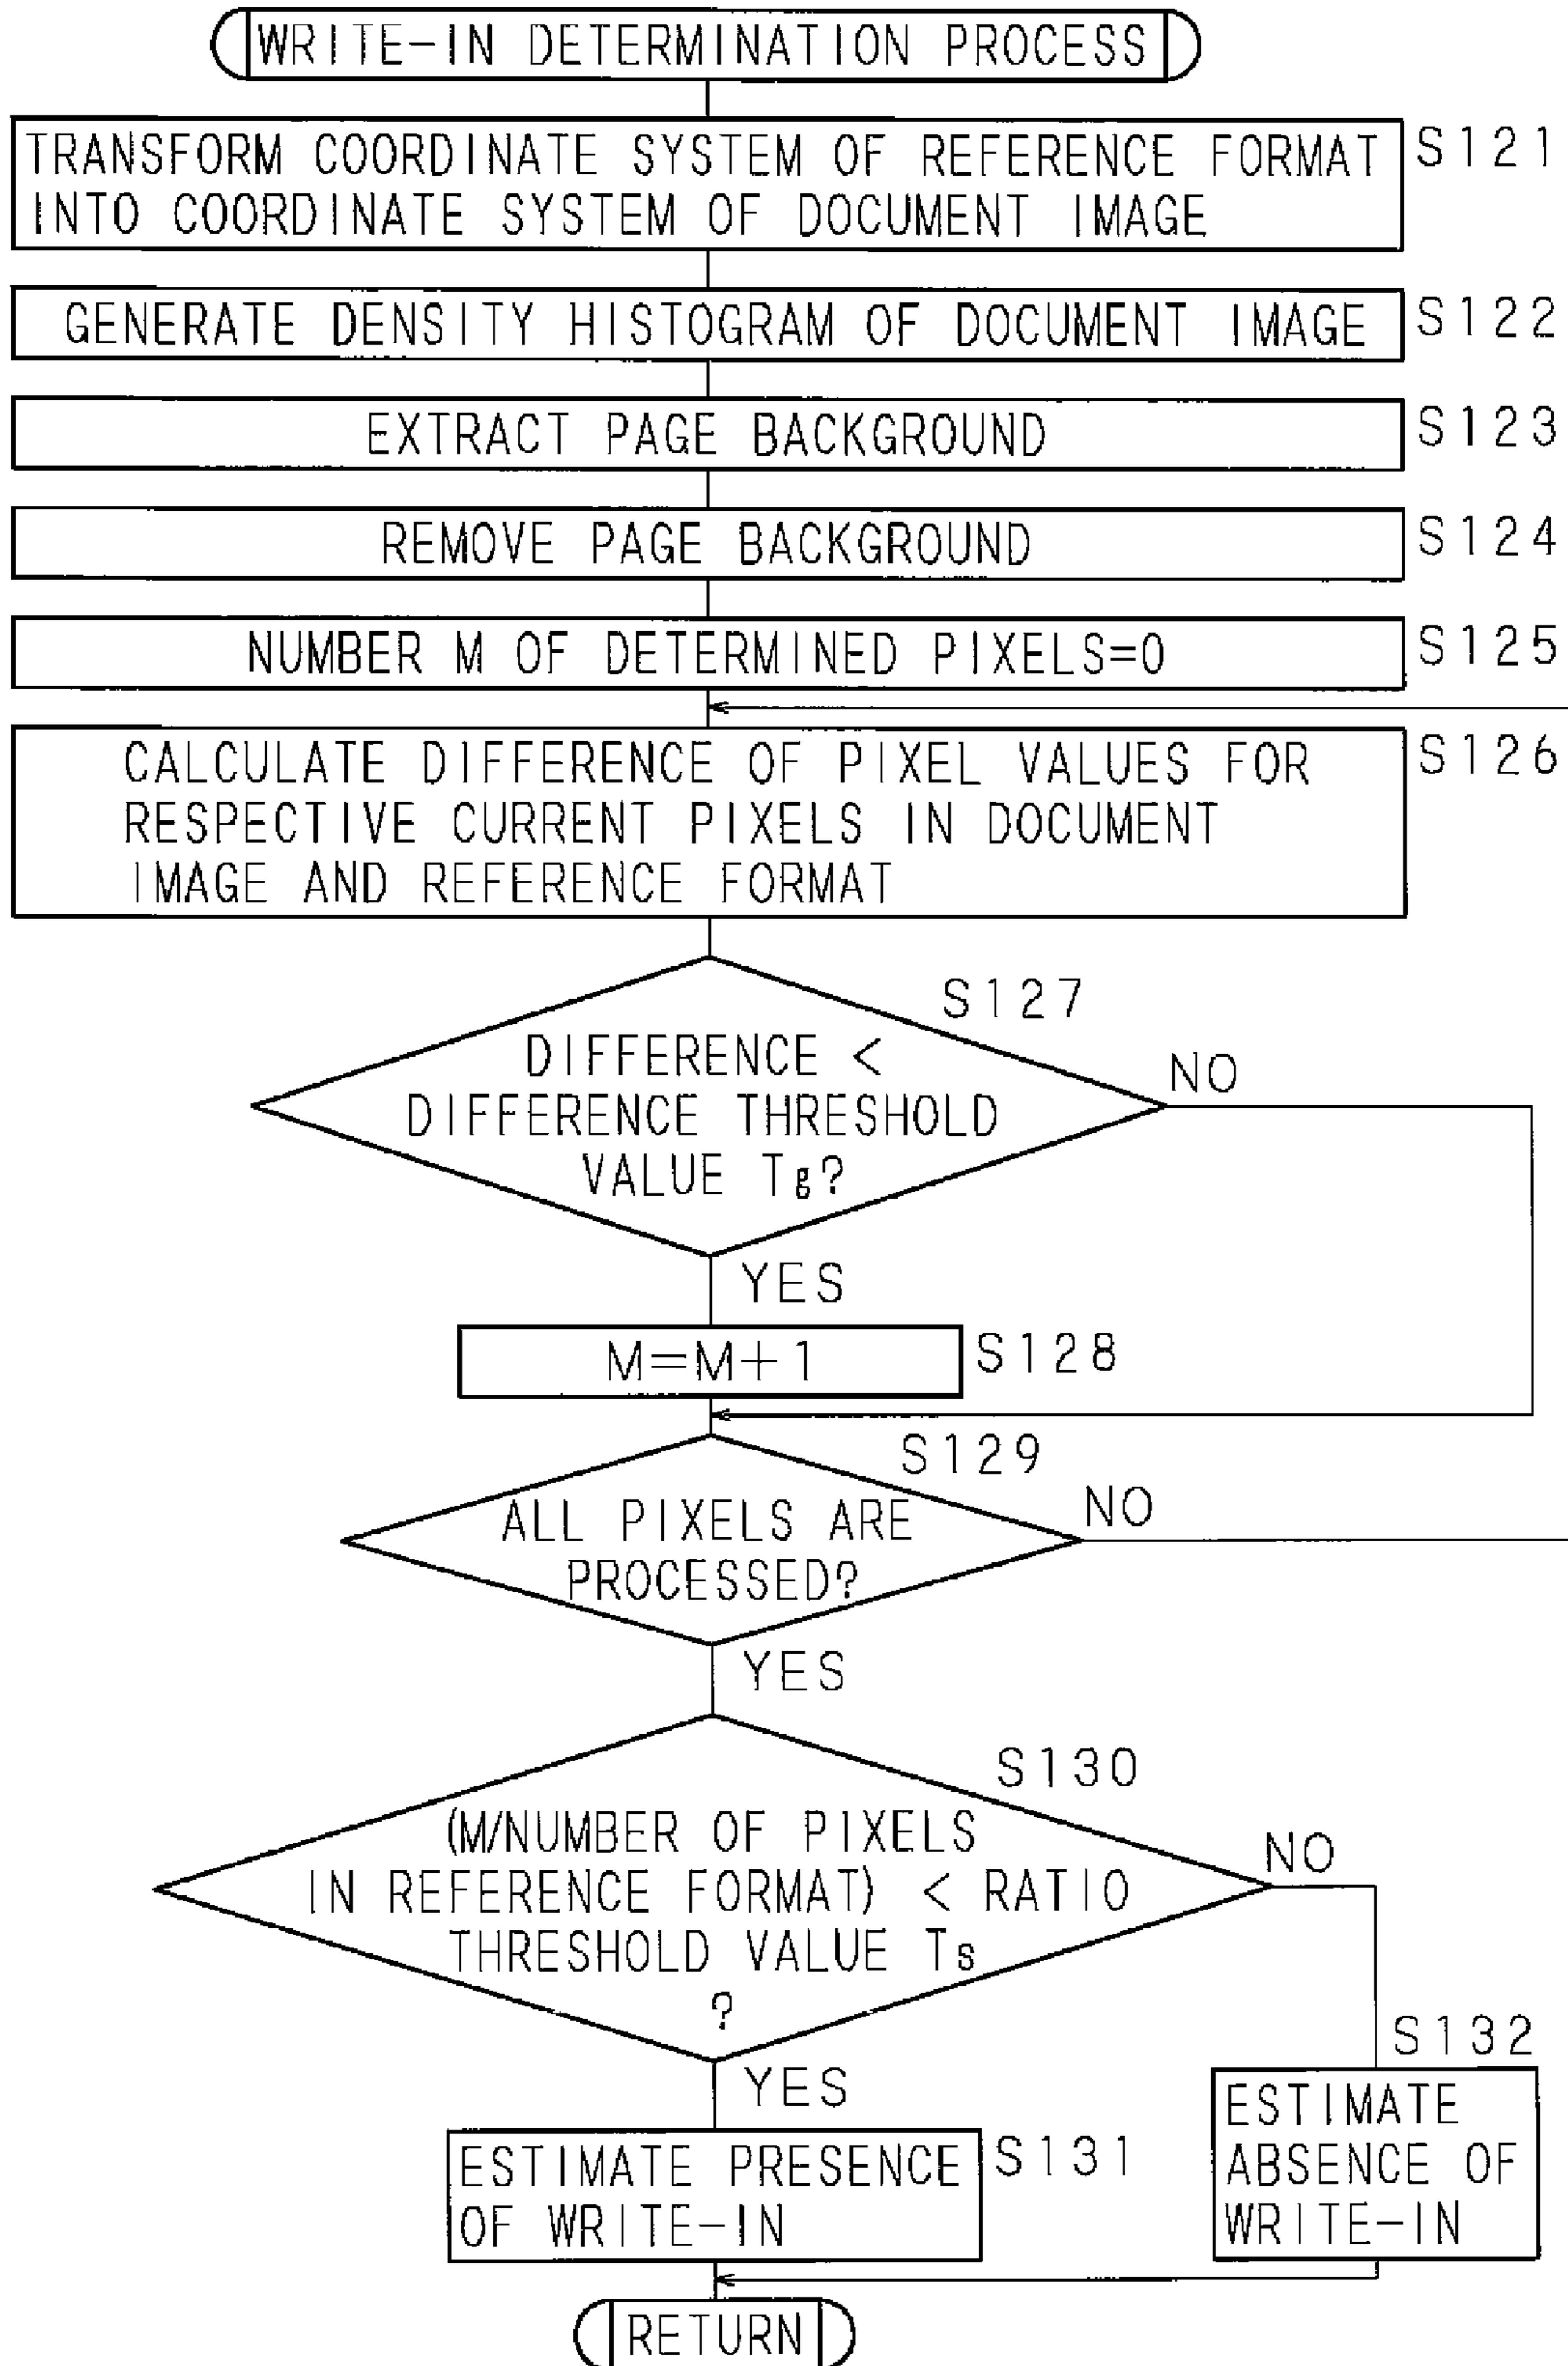 WRITE-IN DETERMINATION PROCESS
TRANSFORM COORDINATE SYSTEM OF REFERENCE FORMAT
INTO COORDINATE SYSTEM OF DOCUMENT IMAGE
S121
GENERATE DENSITY HISTOGRAM OF DOCUMENT IMAGE
S122
EXTRACT PAGE BACKGROUND
S123
REMOVE PAGE BACKGROUND
S124
NUMBER M OF DETERMINED PIXELS=0
S125
CALCULATE DIFFERENCE OF PIXEL VALUES FOR
RESPECTIVE CURRENT PIXELS IN DOCUMENT
IMAGE AND REFERENCE FORMAT
S126
S127
DIFFERENCE <
DIFFERENCE THRESHOLD
VALUE Tg?
NO
YES
M=M+1
S128
S129
ALL PIXELS ARE
PROCESSED?
NO
YES
S130
(M/NUMBER OF PIXELS
IN REFERENCE FORMAT) < RATIO
THRESHOLD VALUE Ts
?
NO
YES
S132
ESTIMATE
ABSENCE OF
WRITE-IN
ESTIMATE PRESENCE
OF WRITE-IN
S131
RETURN